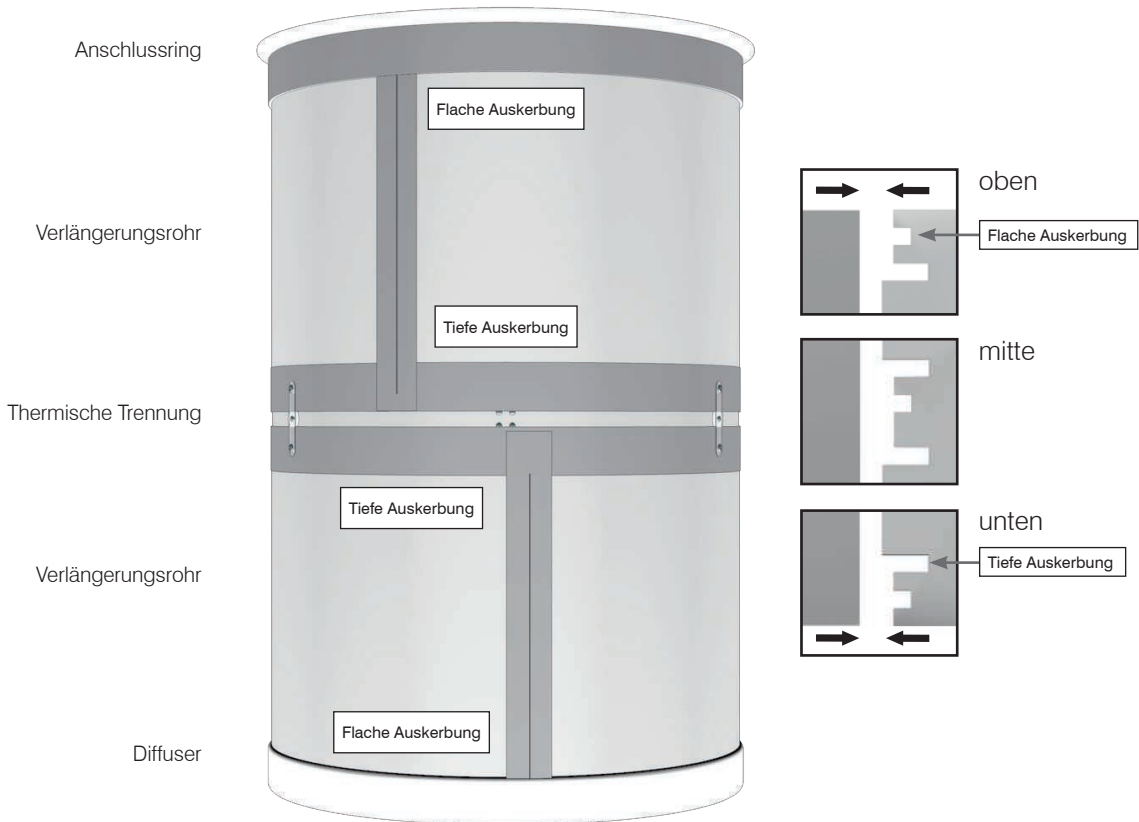 Anschlussring
Flache Auskerbung
Verlängerungsrohr
Tiefe Auskerbung
Thermische Trennung
Tiefe Auskerbung
Verlängerungsrohr
Flache Auskerbung
Diffuser
oben
Flache Auskerbung
mitte
unten
Tiefe Auskerbung